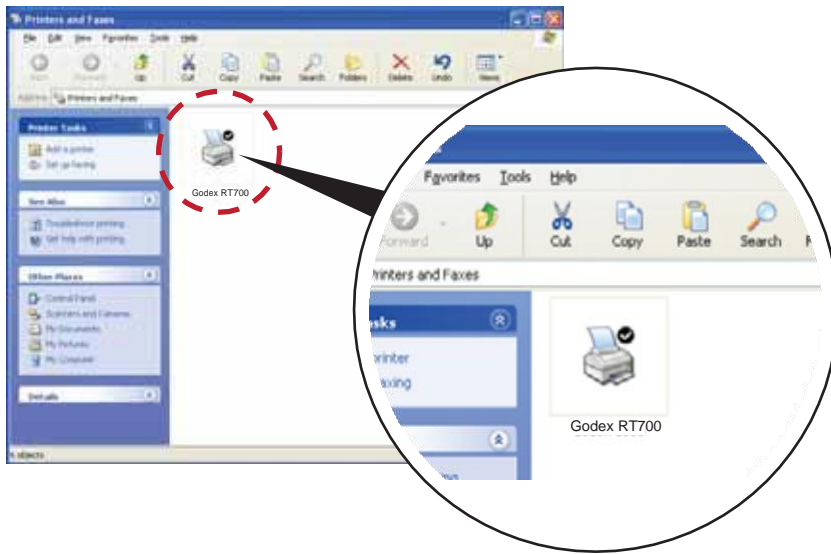 Printers and Faxes
File Edit View Favorites Tools Help
Back Forward Up Cut Copy Paste Search Folders Delete Undo Views
Address Printers and Faxes
Printer Tasks
Add a printer
Set up faxing
See Also
Troubleshoot printing
Get help with printing
Other Places
Control Panel
Scanners and Cameras
My Documents
My Pictures
My Computer
Details
objects
Godex RT700
Favorites Tools Help
Forward Up Cut Copy Paste Search
Printers and Faxes
asks
printer
axing
Godex RT700